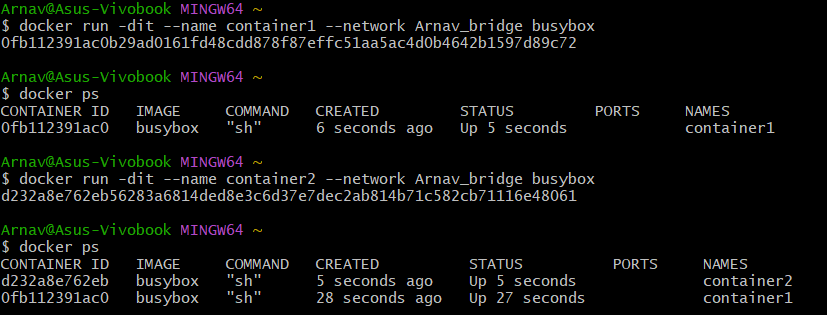 Arnav@Asus-Vivobook MINGW64 ~
$ docker run -dit --name container1 --network Arnav_bridge busybox
0fb112391ac0b29ad0161fd48cdd878f87effc51aa5ac4d0b4642b1597d89c72
Arnav@Asus-Vivobook MINGW64 ~
$ docker ps
CONTAINER ID   IMAGE     COMMAND   CREATED         STATUS         PORTS     NAMES
0fb112391ac0   busybox   "sh"      6 seconds ago   Up 5 seconds             container1
Arnav@Asus-Vivobook MINGW64 ~
$ docker run -dit --name container2 --network Arnav_bridge busybox
d232a8e762eb56283a6814ded8e3c6d37e7dec2ab814b71c582cb71116e48061
Arnav@Asus-Vivobook MINGW64 ~
$ docker ps
CONTAINER ID   IMAGE     COMMAND   CREATED          STATUS          PORTS     NAMES
d232a8e762eb   busybox   "sh"      5 seconds ago    Up 5 seconds              container2
0fb112391ac0   busybox   "sh"      28 seconds ago   Up 27 seconds             container1